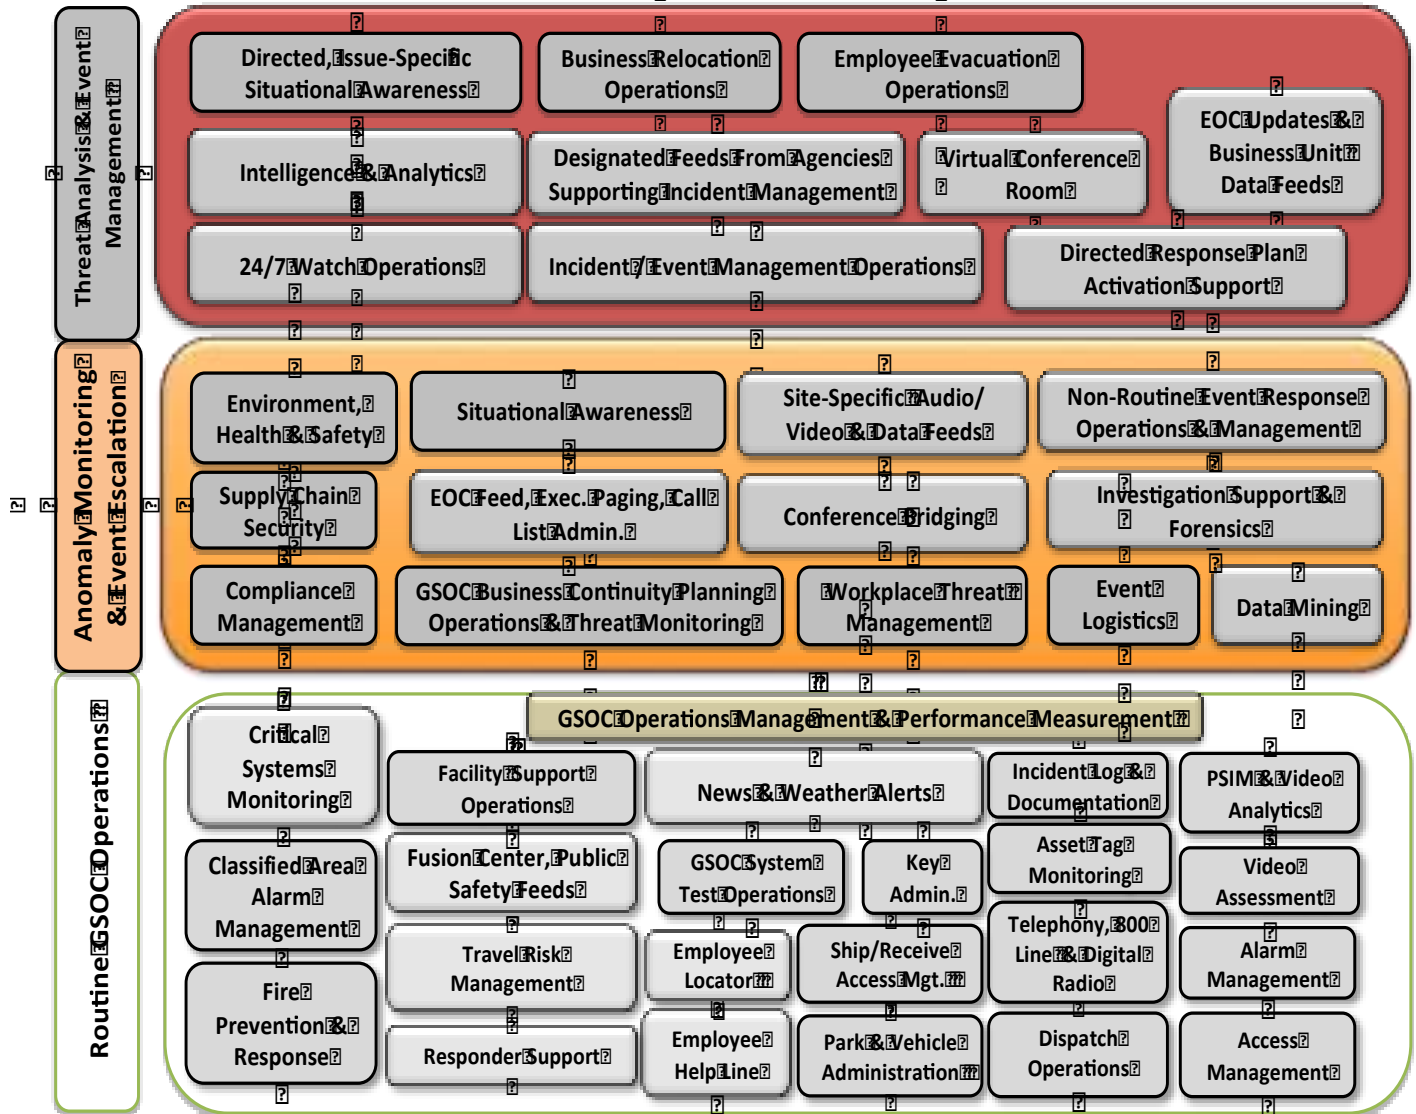 Threat Analysis & Event
Management
Directed, Issue-Specific
Situational Awareness
Business Relocation
Operations
Employee Evacuation
Operations
EOC Updates &
Business Unit
Data Feeds
Intelligence & Analytics
Designated Feeds From Agencies
Supporting Incident Management
Virtual Conference
Room
24/7 Watch Operations
Incident / Event Management Operations
Directed Response Plan
Activation Support
Anomaly Monitoring
& Event Escalation
Environment,
Health & Safety
Situational Awareness
Site-Specific Audio/
Video & Data Feeds
Non-Routine Event Response
Operations & Management
Supply Chain
Security
EOC Feed, Exec. Paging, Call
List Admin.
Conference Bridging
Investigation Support &
Forensics
Compliance
Management
GSOC Business Continuity Planning
Operations & Threat Monitoring
Workplace Threat
Management
Event
Logistics
Data Mining
Routine GSOC Operations
GSOC Operations Management & Performance Measurement
Critical
Systems
Monitoring
Facility Support
Operations
News & Weather Alerts
Incident Log &
Documentation
PSIM & Video
Analytics
Classified Area
Alarm
Management
Fusion Center, Public
Safety Feeds
GSOC System
Test Operations
Key
Admin.
Asset Tag
Monitoring
Video
Assessment
Travel Risk
Management
Employee
Locator
Ship/Receive
Access Mgt.
Telephony, 800
Line & Digital
Radio
Alarm
Management
Fire
Prevention &
Response
Responder Support
Employee
Help Line
Park & Vehicle
Administration
Dispatch
Operations
Access
Management